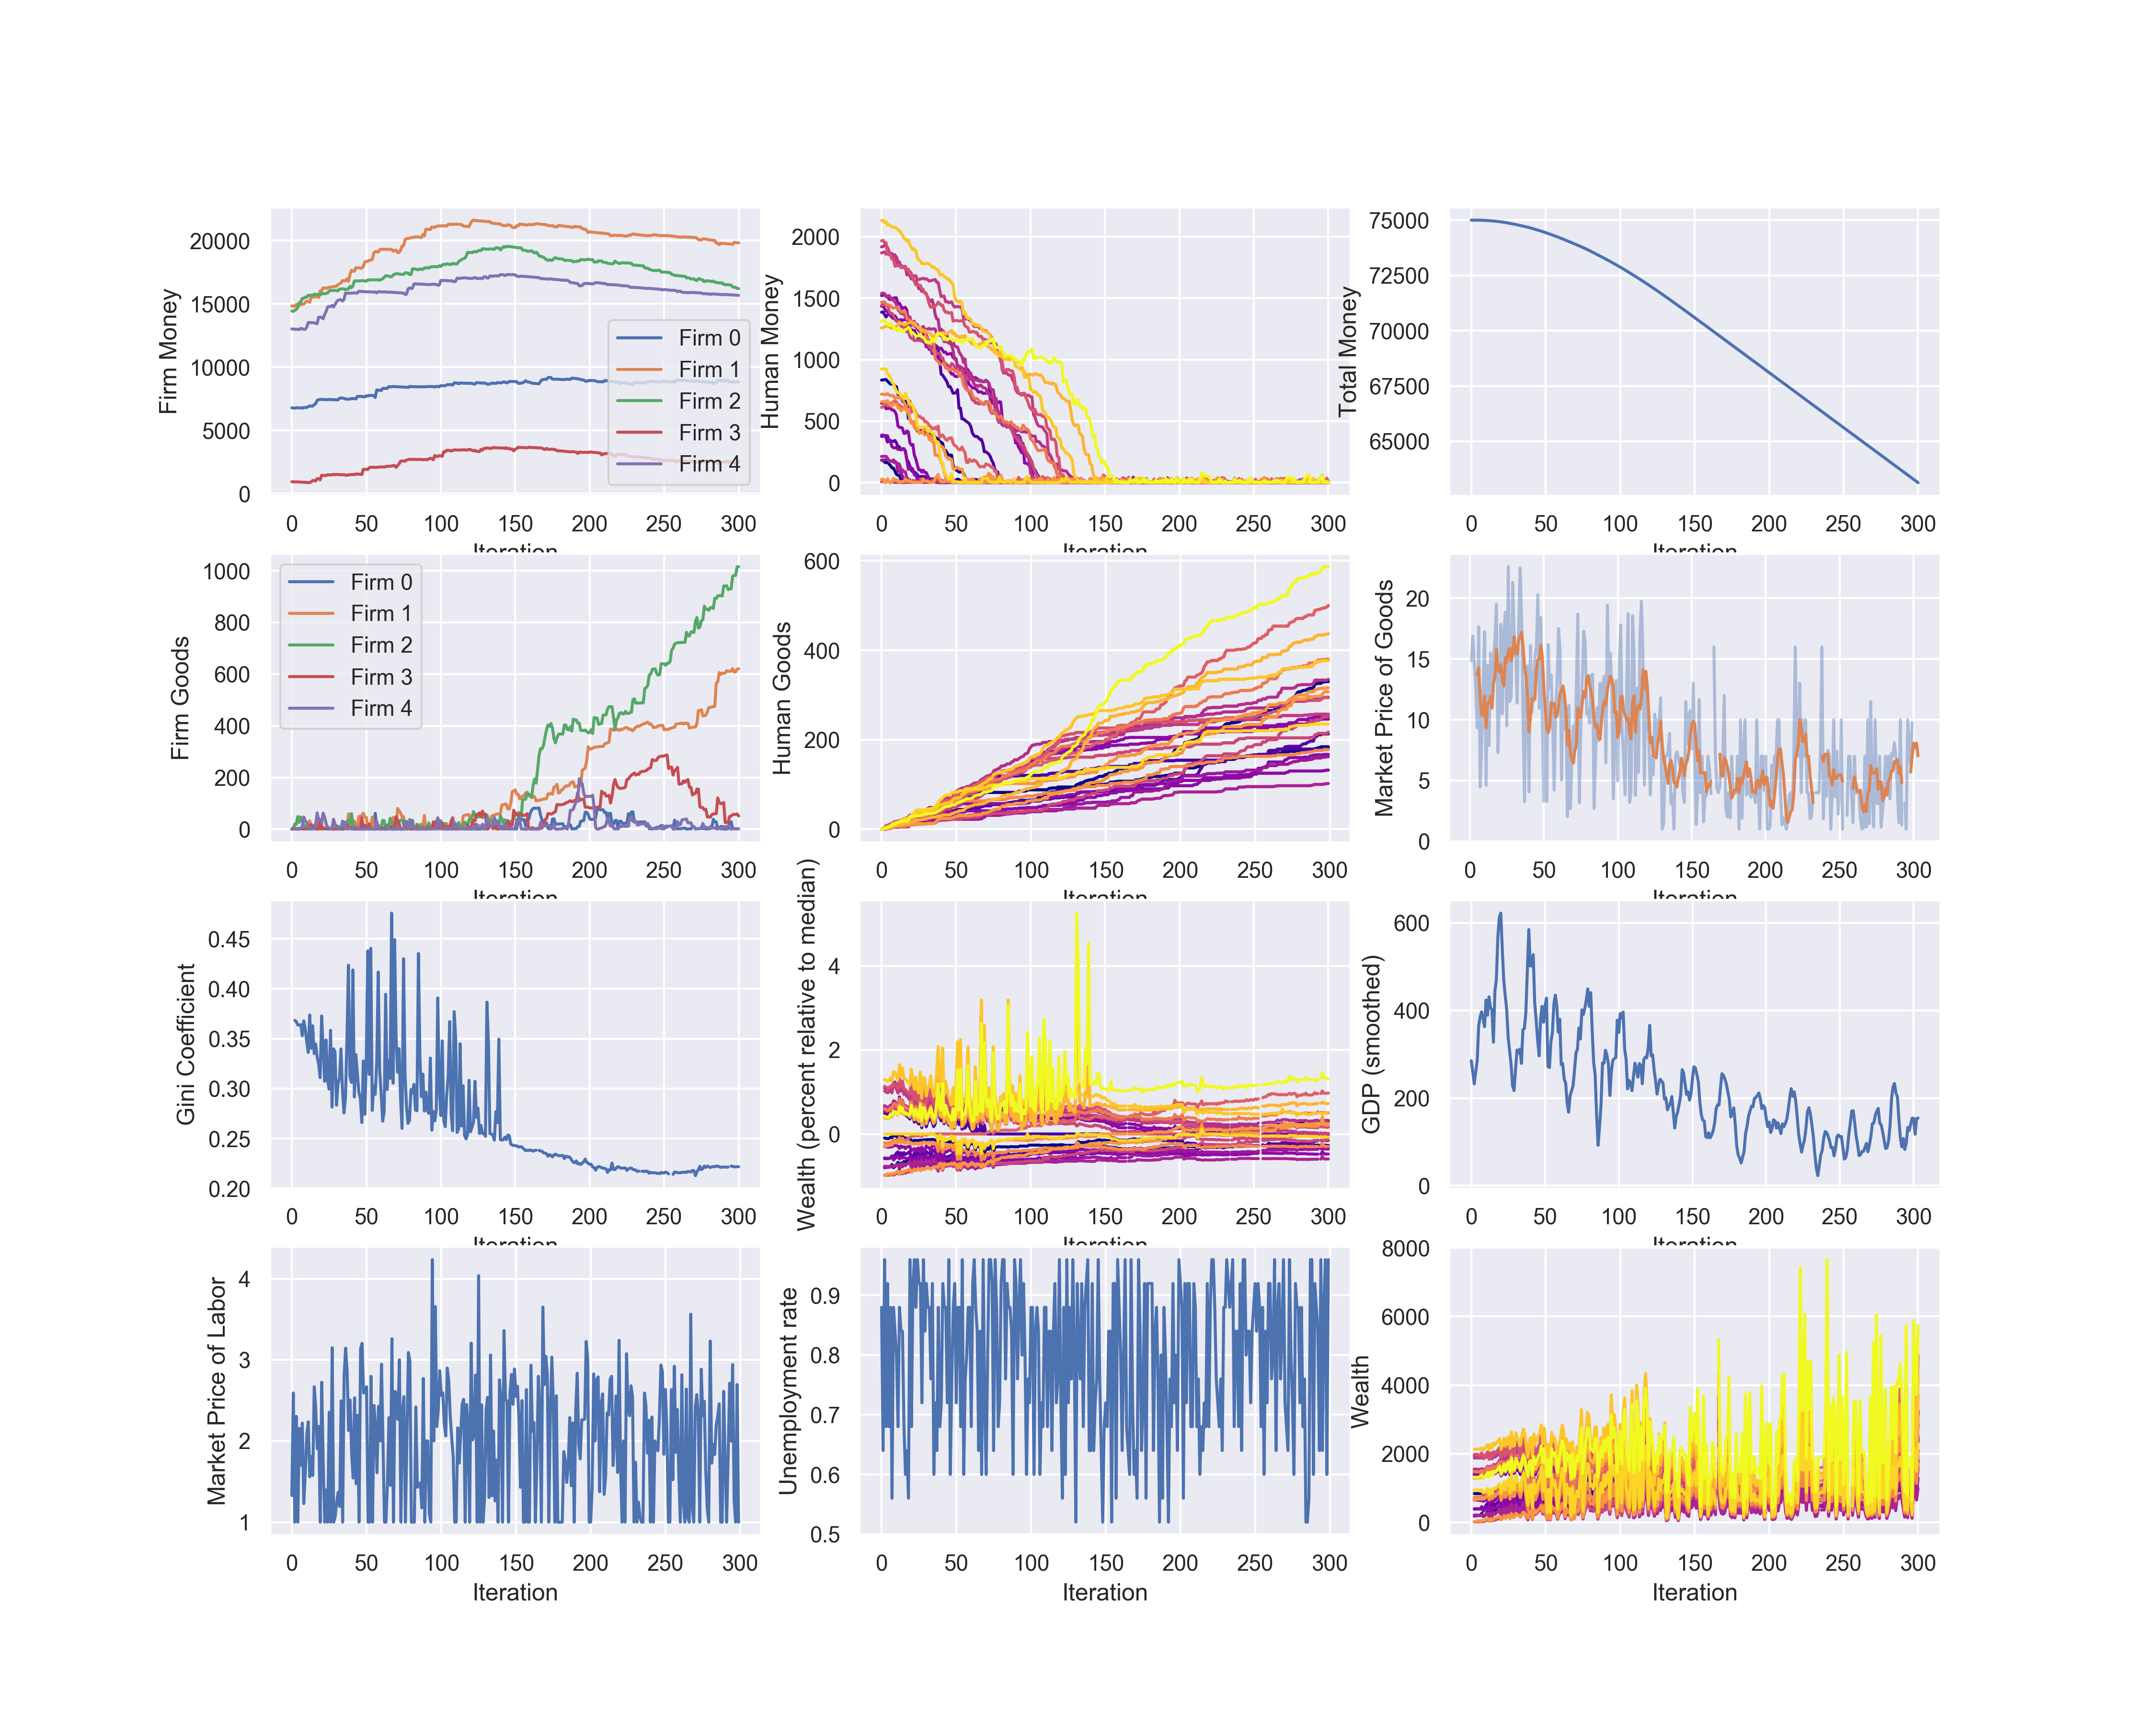 Firm Money
20000
15000
10000
5000
0
Firm 0
Firm 1
Firm 2
Firm 3
Firm 4
0 50 100 150 200 250 300
Iteration
Human Money
2000
1500
1000
500
0
0 50 100 150 200 250 300
Iteration
Total Money
75000
72500
70000
67500
65000
0 50 100 150 200 250 300
Iteration
Firm Goods
1000
800
600
400
200
0
Firm 0
Firm 1
Firm 2
Firm 3
Firm 4
0 50 100 150 200 250 300
Iteration
Human Goods
600
400
200
0
0 50 100 150 200 250 300
Iteration
Market Price of Goods
20
15
10
5
0
0 50 100 150 200 250 300
Iteration
Gini Coefficient
0.45
0.40
0.35
0.30
0.25
0.20
0 50 100 150 200 250 300
Iteration
Wealth (percent relative to median)
4
2
0
0 50 100 150 200 250 300
Iteration
GDP (smoothed)
600
400
200
0
0 50 100 150 200 250 300
Iteration
Market Price of Labor
4
3
2
1
0 50 100 150 200 250 300
Iteration
Unemployment rate
0.9
0.8
0.7
0.6
0.5
0 50 100 150 200 250 300
Iteration
Wealth
8000
6000
4000
2000
0
0 50 100 150 200 250 300
Iteration